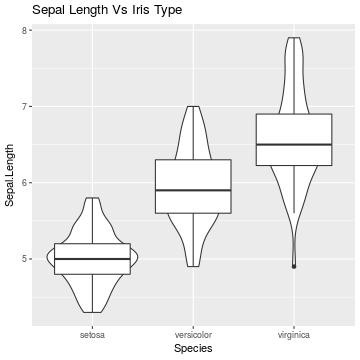 Sepal Length Vs Iris Type
8
7
6
5
Sepal.Length
setosa versicolor virginica
Species